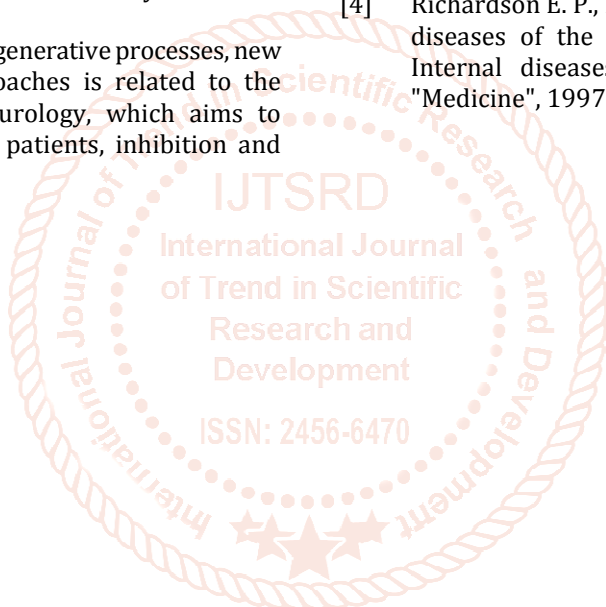 generative processes, new
oaches is related to the
urology, which aims to
patients, inhibition and
[4] Richardson E. P.,
diseases of the
Internal diseases
"Medicine", 1997
International Journal of Trend in Scientific Research and Development
IJTSRD
International Journal
of Trend in Scientific
Research and
Development
ISSN: 2456-6470